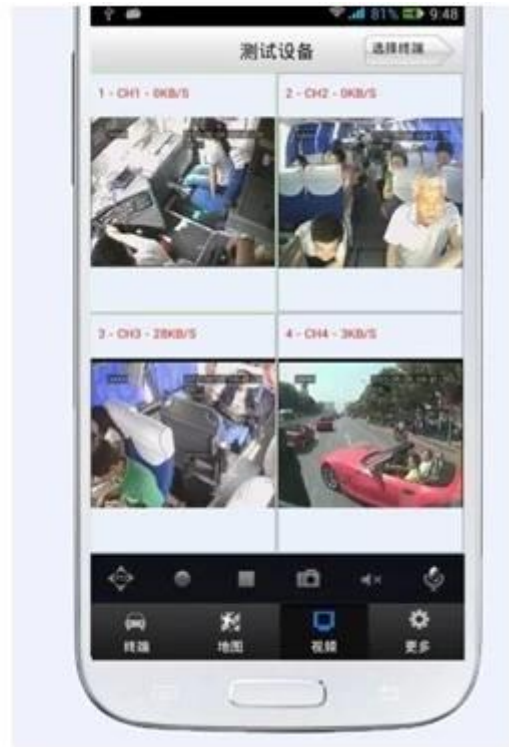 81% 9:48
测试设备 选择终端
1 - CH1 - 0KB/S 2 - CH2 - 0KB/S
3 - CH3 - 28KB/S 4 - CH4 - 3KB/S
终端 地图 视频 更多